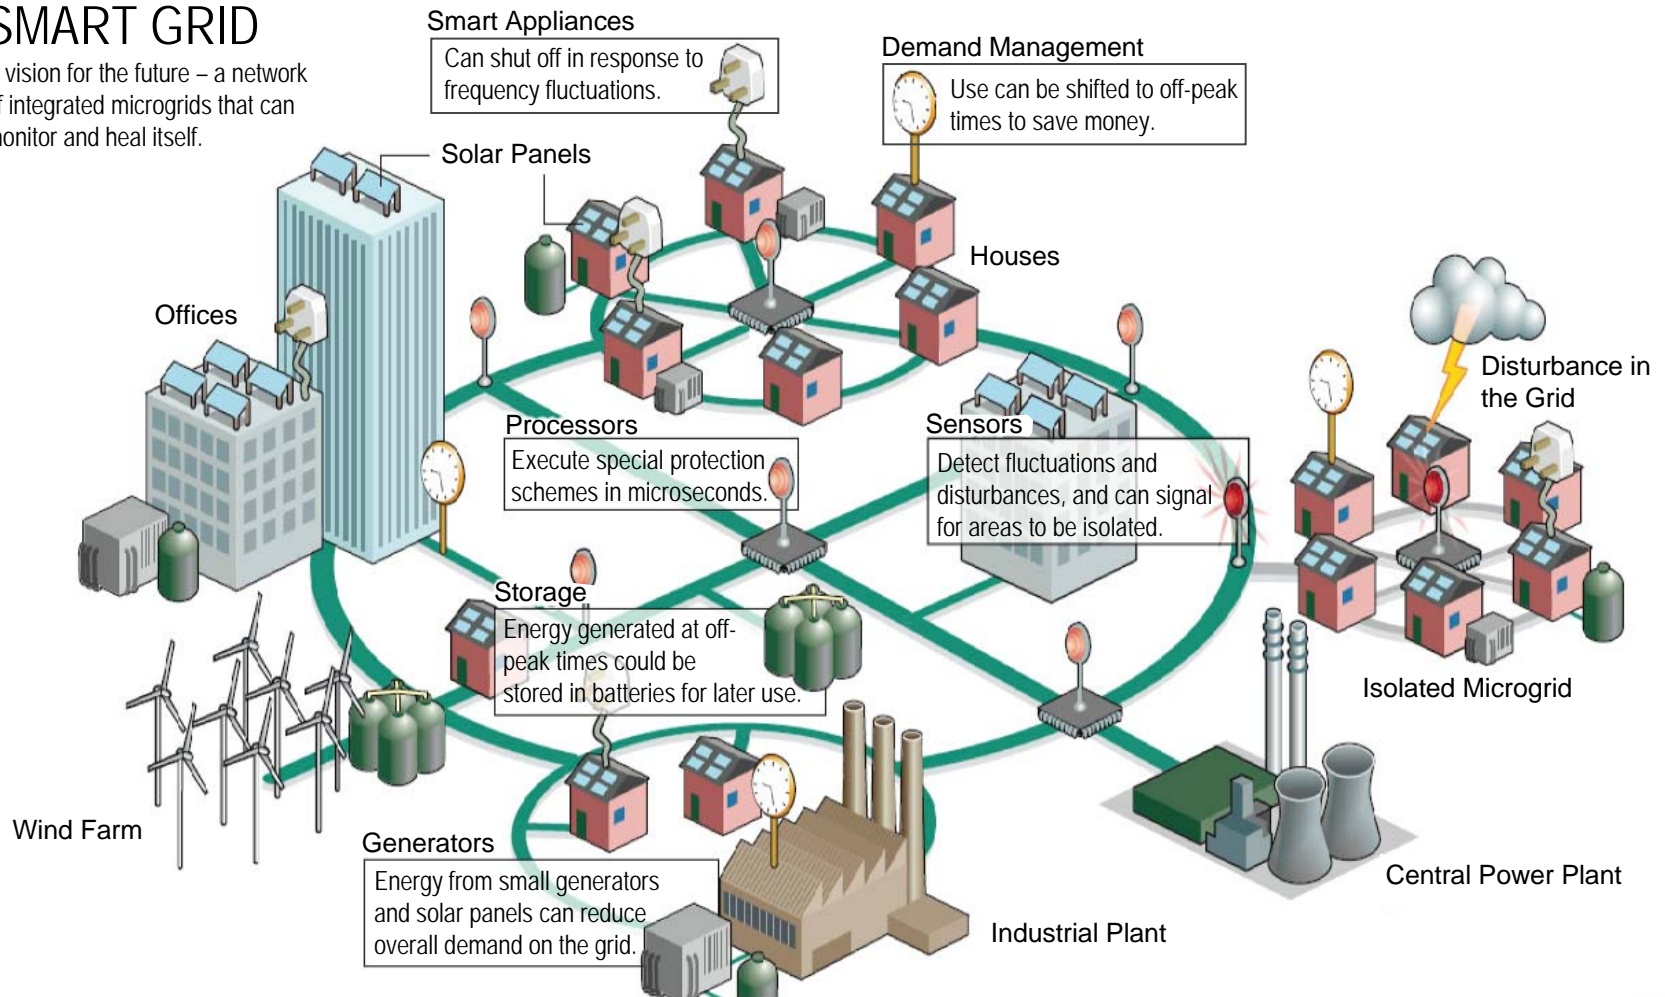 SMART GRID
vision for the future – a network
integrated microgrids that can
monitor and heal itself.
Smart Appliances
Can shut off in response to
frequency fluctuations.
Demand Management
Use can be shifted to off-peak
times to save money.
Solar Panels
Houses
Offices
Disturbance in
the Grid
Processors
Execute special protection
schemes in microseconds.
Sensors
Detect fluctuations and
disturbances, and can signal
for areas to be isolated.
Storage
Energy generated at off-
peak times could be
stored in batteries for later use.
Isolated Microgrid
Wind Farm
Generators
Energy from small generators
and solar panels can reduce
overall demand on the grid.
Central Power Plant
Industrial Plant